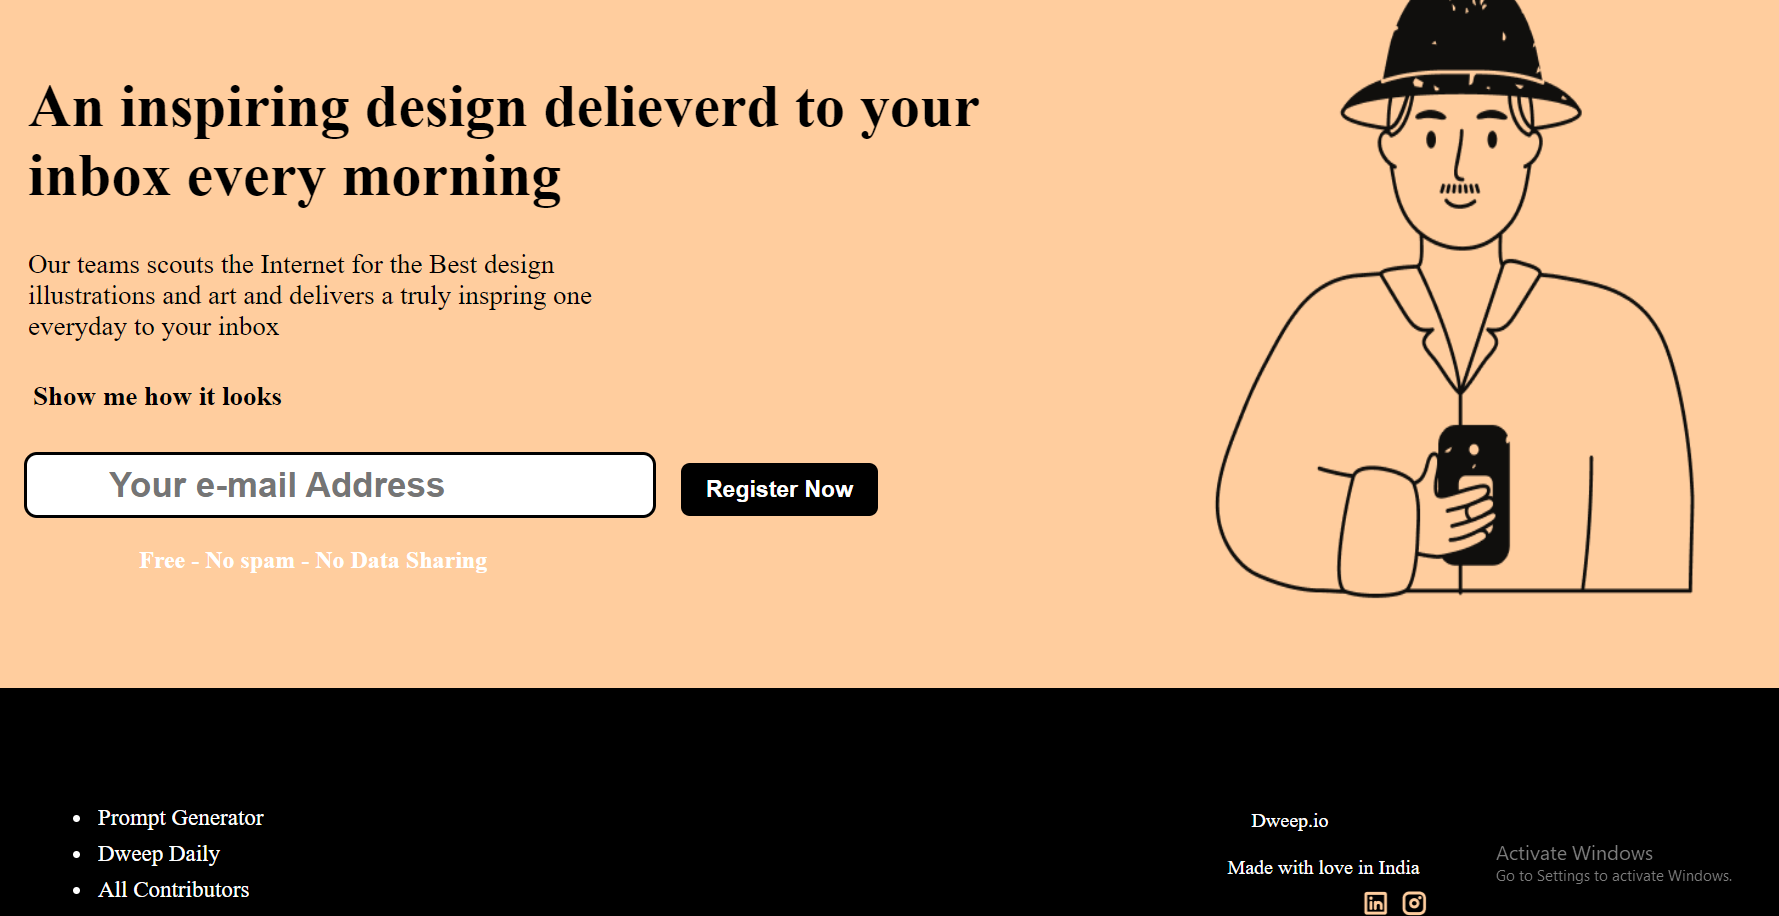 An inspiring design delieverd to your
inbox every morning
Our teams scouts the Internet for the Best design
illustrations and art and delivers a truly inspring one
everyday to your inbox
Show me how it looks
Your e-mail Address
Register Now
Free - No spam - No Data Sharing
Prompt Generator
Dweep Daily
All Contributors
Dweep.io
Made with love in India
in
Activate Windows
Go to Settings to activate Windows.